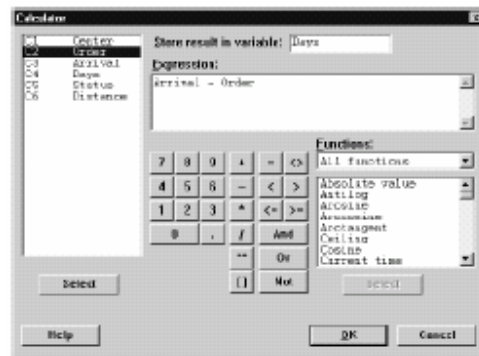 Calculator
C1 Center
C2 Order
C3 Arrival
C4 Days
C5 Status
C6 Distance
Select
Store result in variable: Days
Expression:
Arrival - Order
7 8 9 + = <>
4 5 6 - < >
1 2 3 * <= >=
0 . / And
** Or
[] Not
Functions:
All functions
Absolute value
Antilog
Arcsine
Arctangent
Ceiling
Cosine
Current time
Select
Help
OK
Cancel